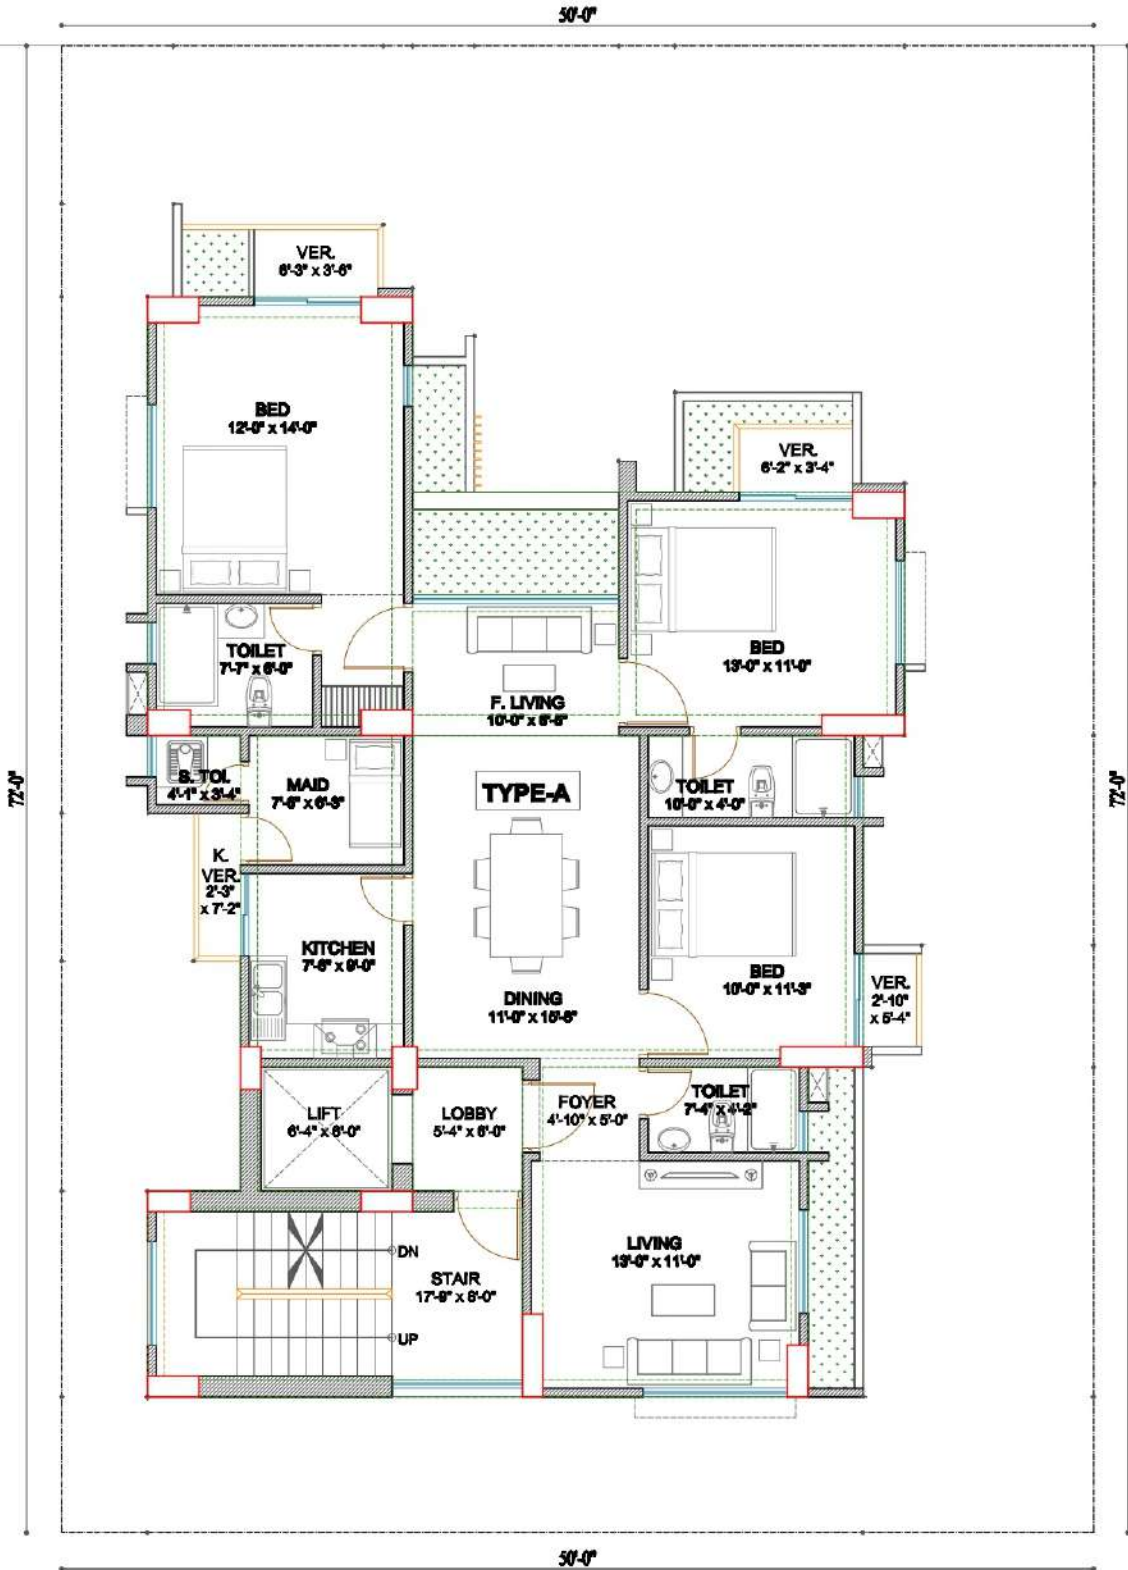 50'-0"
VER.
6'-3" x 3'-6"
BED
12'-0" x 14'-0"
VER.
6'-2" x 3'-4"
TOILET
7'-7" x 6'-0"
BED
13'-0" x 11'-0"
F. LIVING
10'-0" x 6'-6"
72'-0"
72'-0"
S. TOI.
4'-1" x 3'-4"
MAID
7'-6" x 6'-3"
TYPE-A
TOILET
10'-0" x 4'-0"
K.
VER.
2'-3"
x 7'-2"
KITCHEN
7'-6" x 9'-0"
DINING
11'-0" x 15'-6"
BED
10'-0" x 11'-3"
VER.
2'-10"
x 5'-4"
LIFT
6'-4" x 6'-0"
LOBBY
5'-4" x 6'-0"
FOYER
4'-10" x 5'-0"
TOILET
7'-4" x 4'-2"
DN
STAIR
17'-9" x 8'-0"
UP
LIVING
13'-0" x 11'-0"
50'-0"